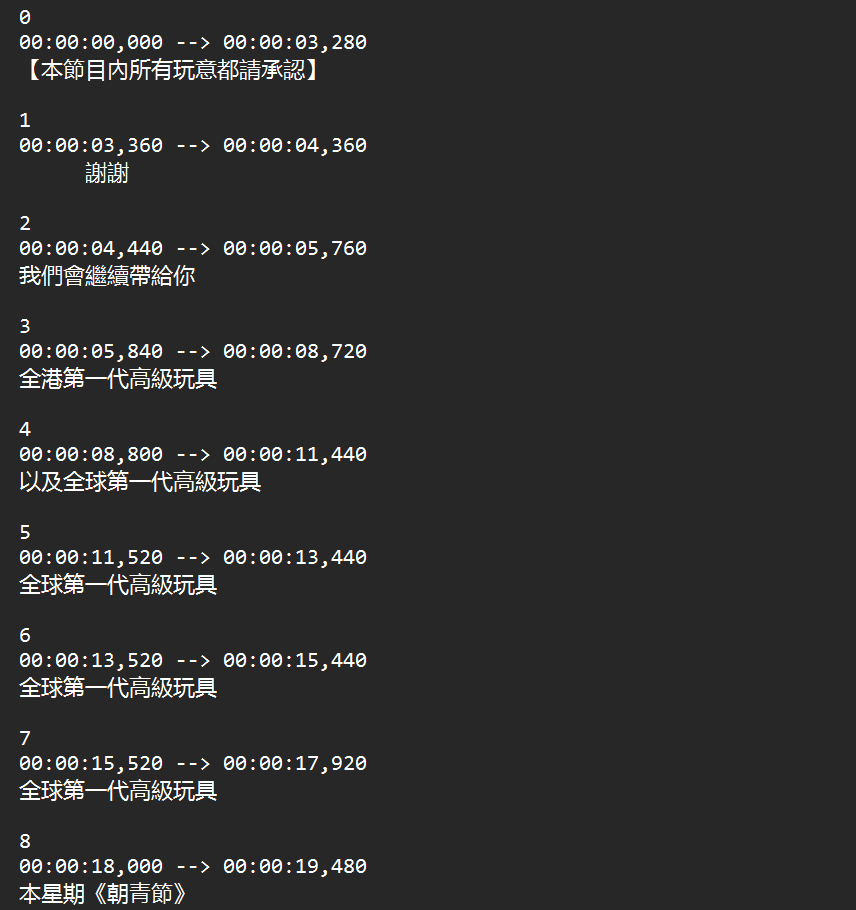 0
00:00:00,000 --> 00:00:03,280
【本節目內所有玩意都請承認】
1
00:00:03,360 --> 00:00:04,360
謝謝
2
00:00:04,440 --> 00:00:05,760
我們會繼續帶給你
3
00:00:05,840 --> 00:00:08,720
全港第一代高級玩具
4
00:00:08,800 --> 00:00:11,440
以及全球第一代高級玩具
5
00:00:11,520 --> 00:00:13,440
全球第一代高級玩具
6
00:00:13,520 --> 00:00:15,440
全球第一代高級玩具
7
00:00:15,520 --> 00:00:17,920
全球第一代高級玩具
8
00:00:18,000 --> 00:00:19,480
本星期《朝青節》